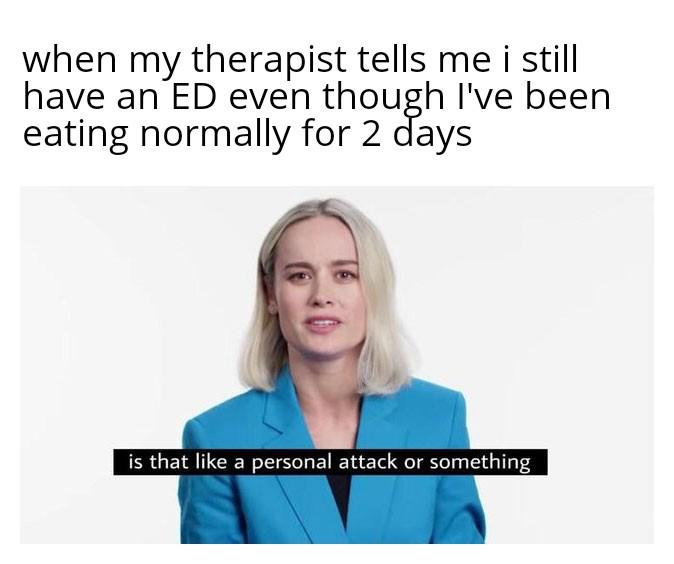 when my therapist tells me i still
have an ED even though I've been
eating normally for 2 days
is that like a personal attack or something